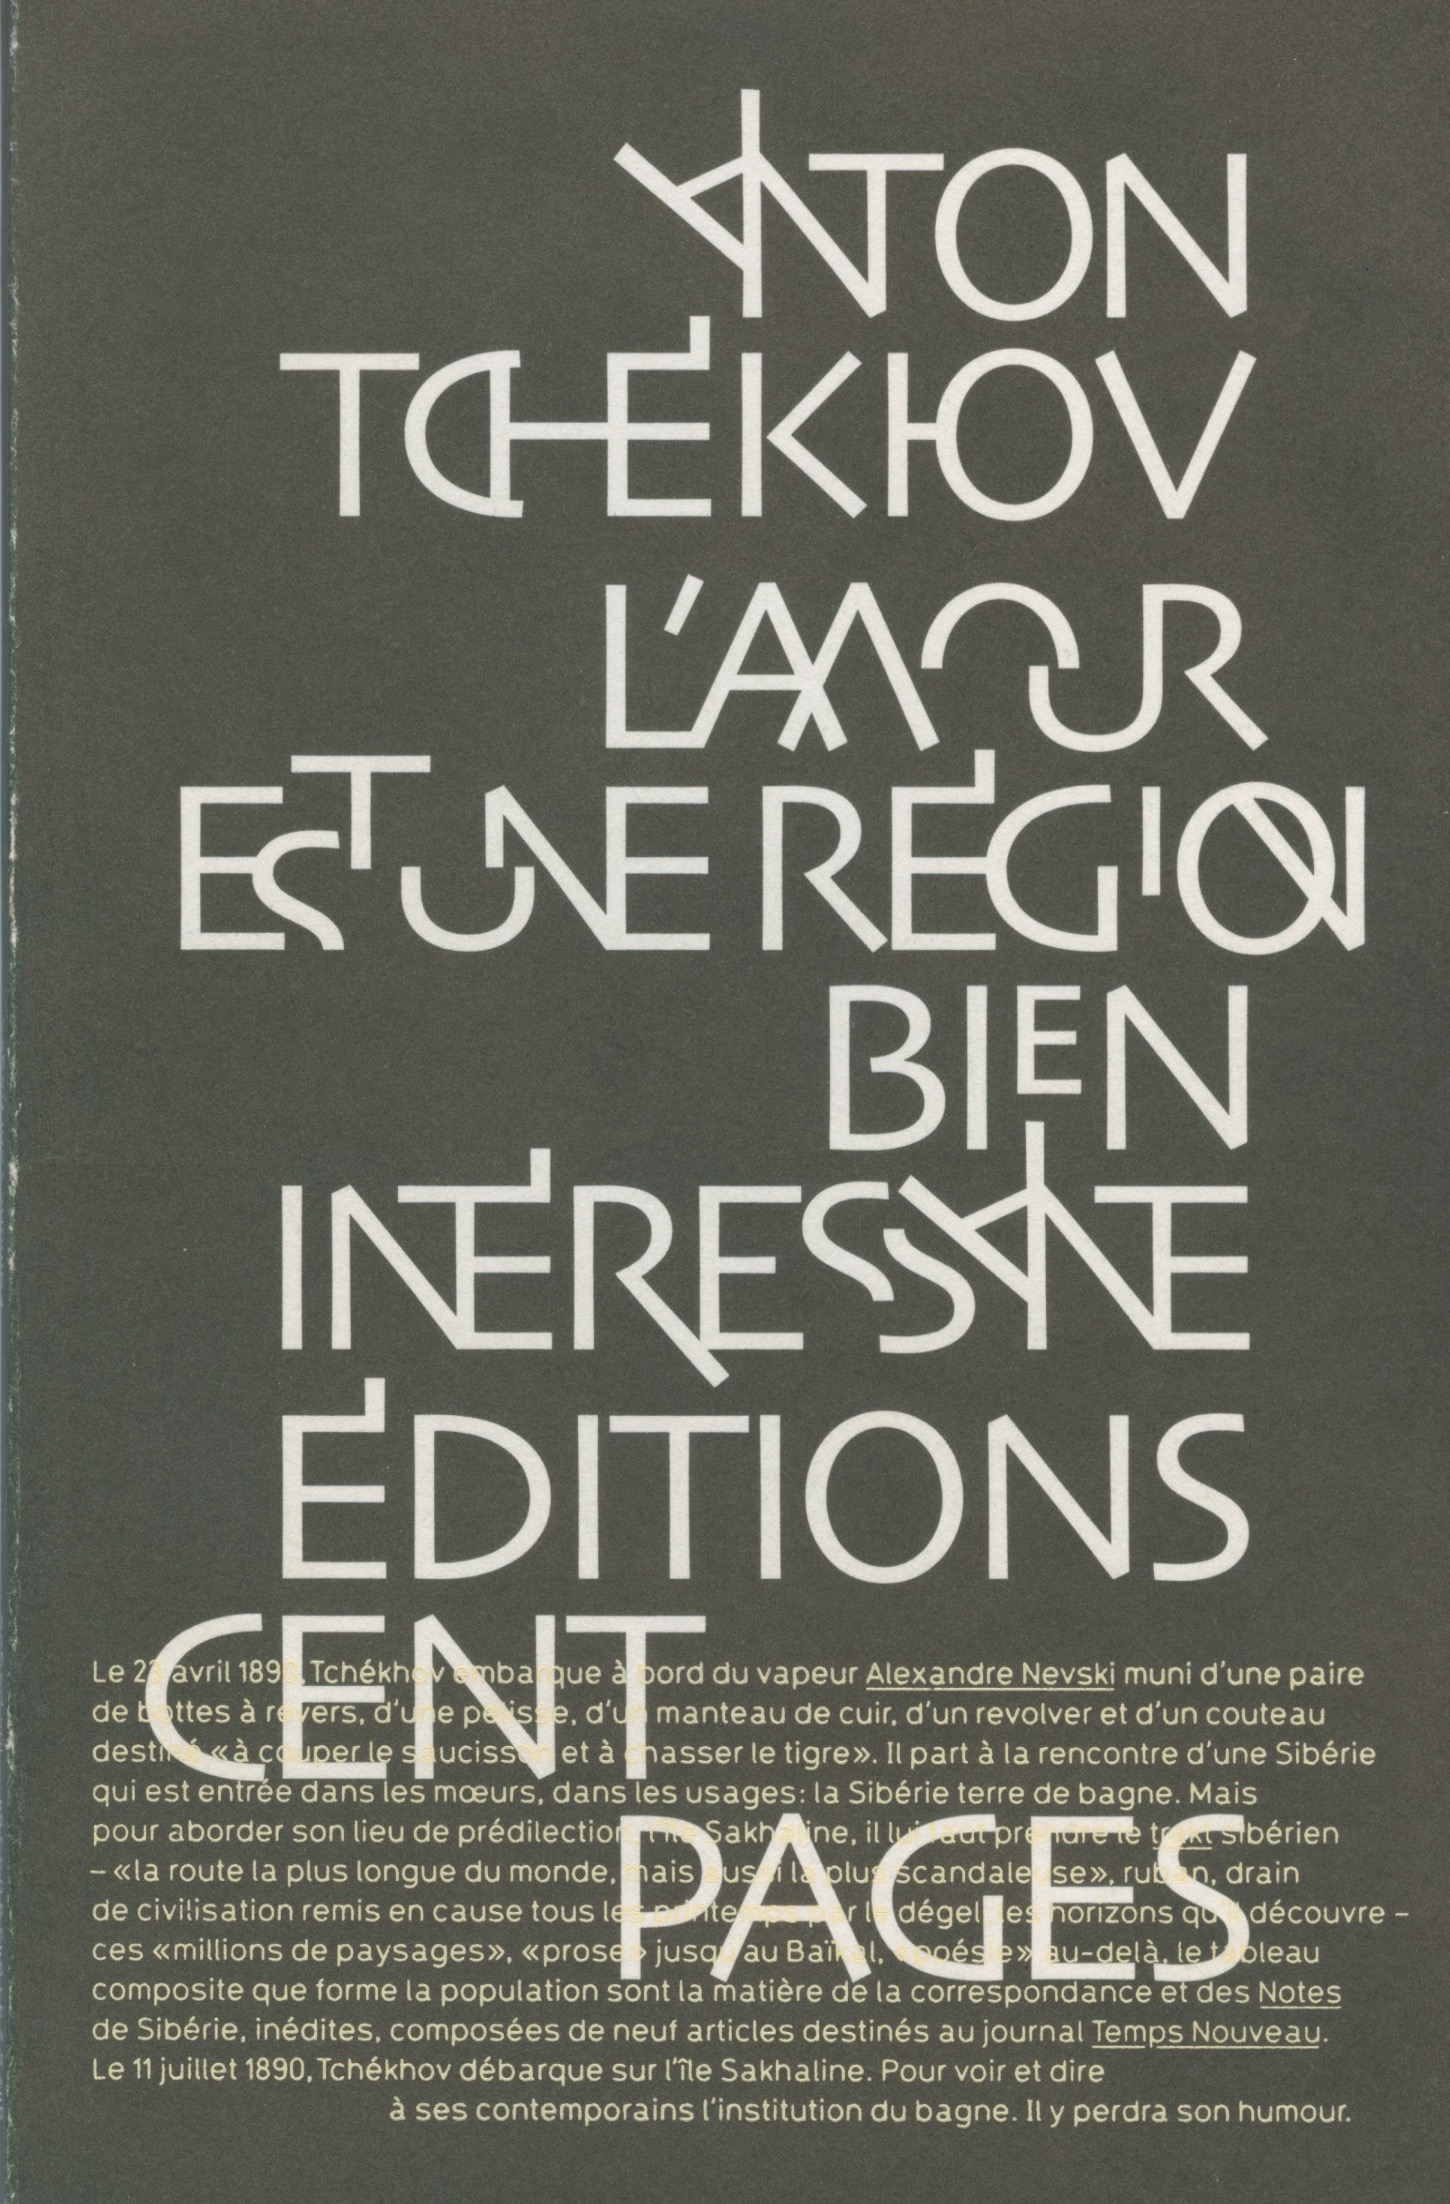 ANTON
TCHÉKHOV
L'AMOUR
EST UNE RÉGION
BIEN
INTÉRESSANTE
ÉDITIONS
CENT
PAGES
Le 23 avril 1890, Tchékhov embarque à bord du vapeur Alexandre Nevski muni d'une paire
de bottes à revers, d'une pelisse, d'un manteau de cuir, d'un revolver et d'un couteau
destiné «à couper le saucisson et à chasser le tigre». Il part à la rencontre d'une Sibérie
qui est entrée dans les mœurs, dans les usages: la Sibérie terre de bagne. Mais
pour aborder son lieu de prédilection, l'île Sakhaline, il lui faut prendre le trakt sibérien
– «la route la plus longue du monde, mais aussi la plus scandaleuse», ruban, drain
de civilisation remis en cause tous les printemps par le dégel. Les horizons qu'il découvre –
ces «millions de paysages», «prose» jusqu'au Baïkal, «poésie» au-delà, le tableau
composite que forme la population sont la matière de la correspondance et des Notes
de Sibérie, inédites, composées de neuf articles destinés au journal Temps Nouveau.
Le 11 juillet 1890, Tchékhov débarque sur l'île Sakhaline. Pour voir et dire
à ses contemporains l'institution du bagne. Il y perdra son humour.